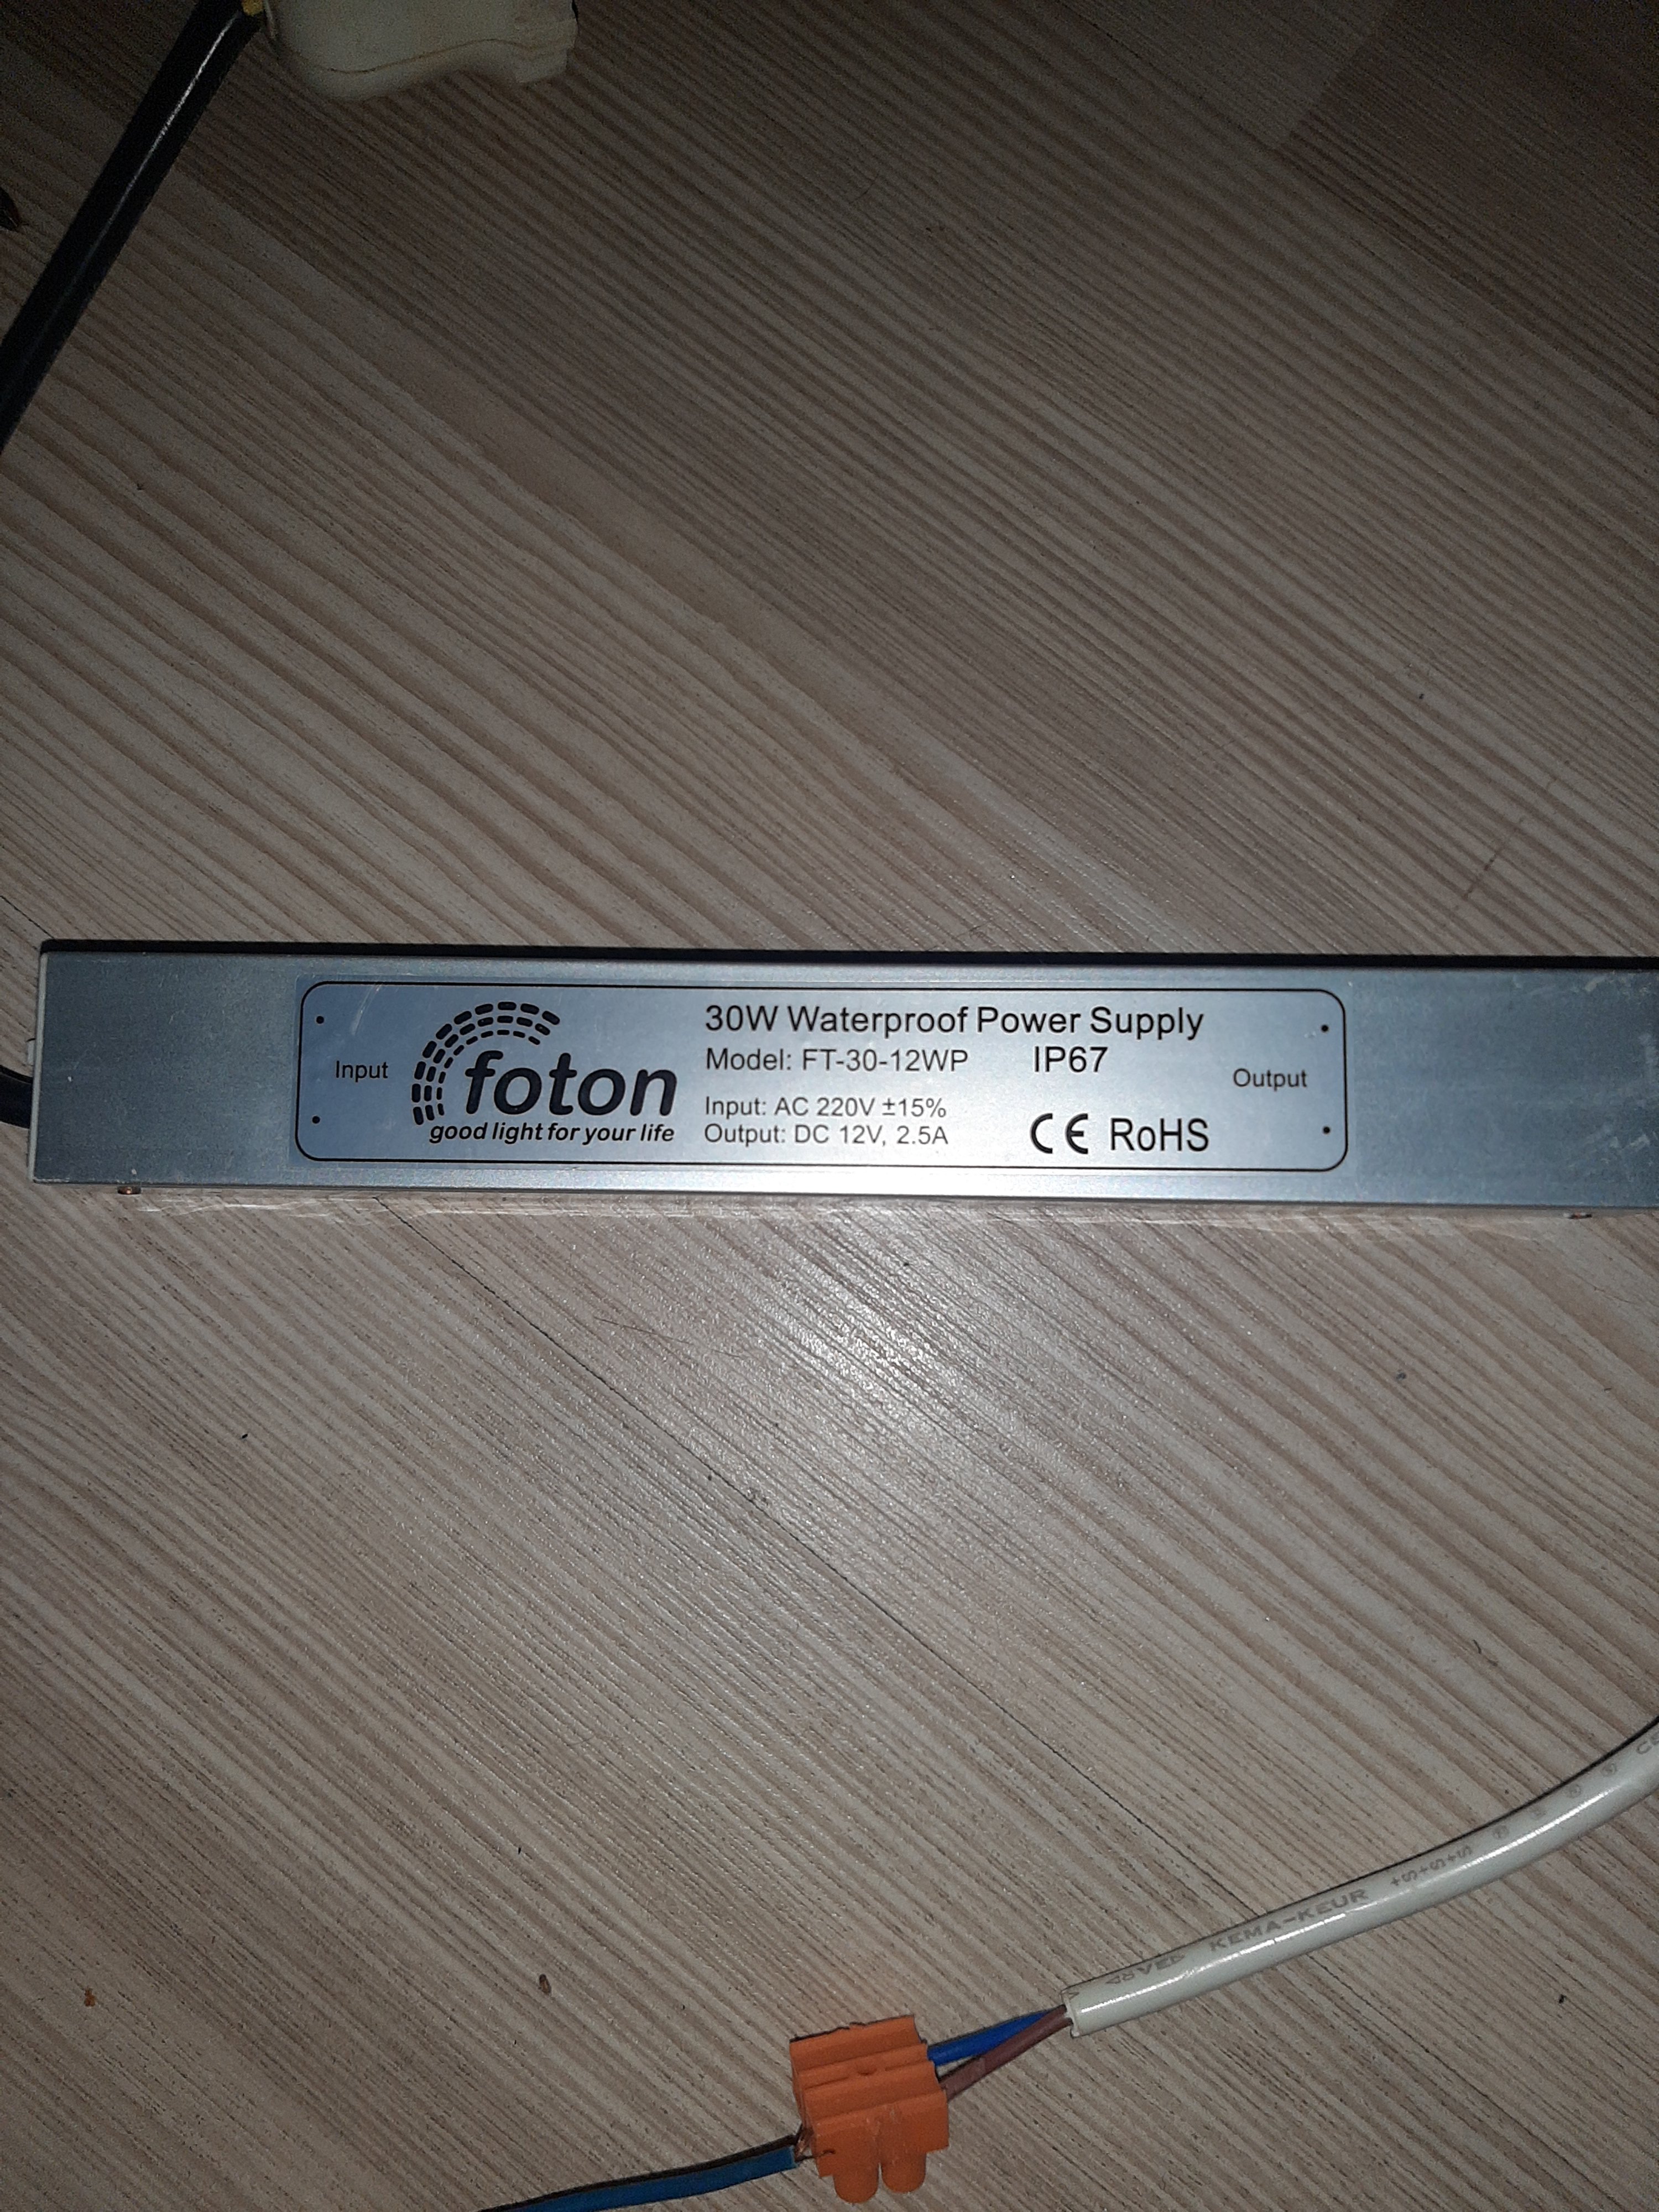 30W Waterproof Power Supply
Model: FT-30-12WP IP67
Input
foton
Output
Input: AC 220V ±15%
good light for your life
Output: DC 12V, 2.5A
CE RoHS
KEMA-KEUR